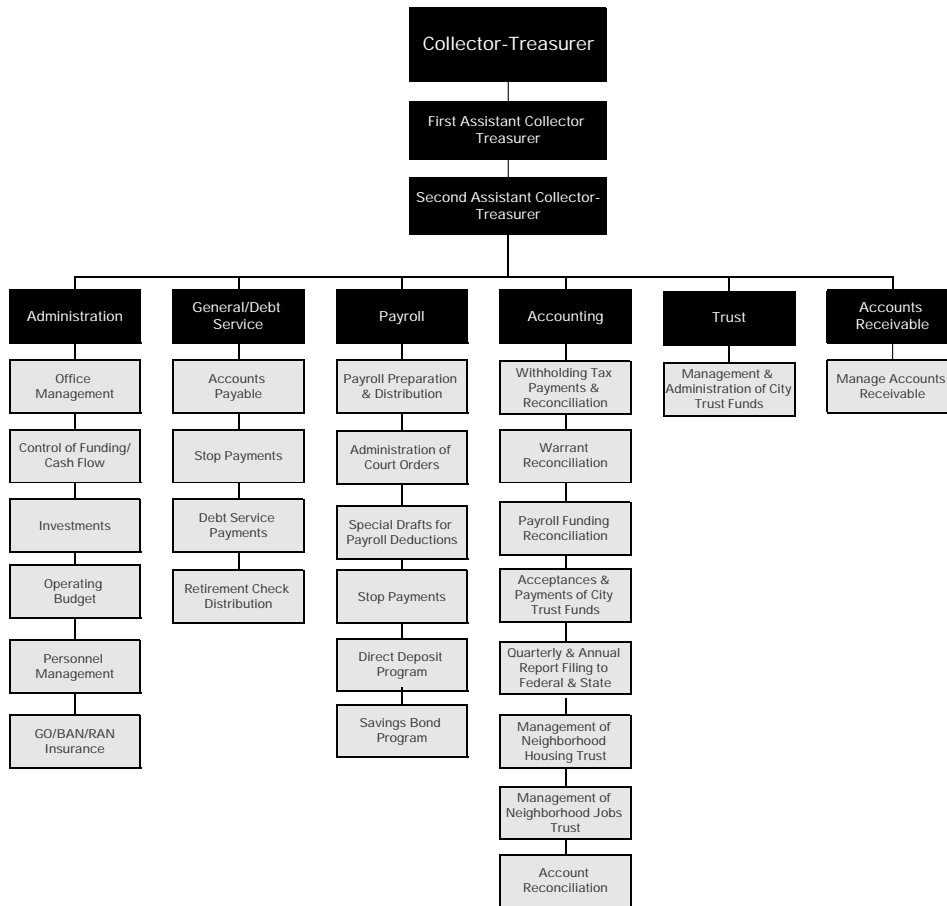 Collector-Treasurer
First Assistant Collector
Treasurer
Second Assistant Collector-
Treasurer
Administration
Office
Management
Control of Funding/
Cash Flow
Investments
Operating
Budget
Personnel
Management
GO/BAN/RAN
Insurance
General/Debt
Service
Accounts
Payable
Stop Payments
Debt Service
Payments
Retirement Check
Distribution
Payroll
Payroll Preparation
& Distribution
Administration of
Court Orders
Special Drafts for
Payroll Deductions
Stop Payments
Direct Deposit
Program
Savings Bond
Program
Accounting
Withholding Tax
Payments &
Reconciliation
Warrant
Reconciliation
Payroll Funding
Reconciliation
Acceptances &
Payments of City
Trust Funds
Quarterly & Annual
Report Filing to
Federal & State
Management of
Neighborhood
Housing Trust
Management of
Neighborhood Jobs
Trust
Account
Reconciliation
Trust
Management &
Administration of City
Trust Funds
Accounts
Receivable
Manage Accounts
Receivable